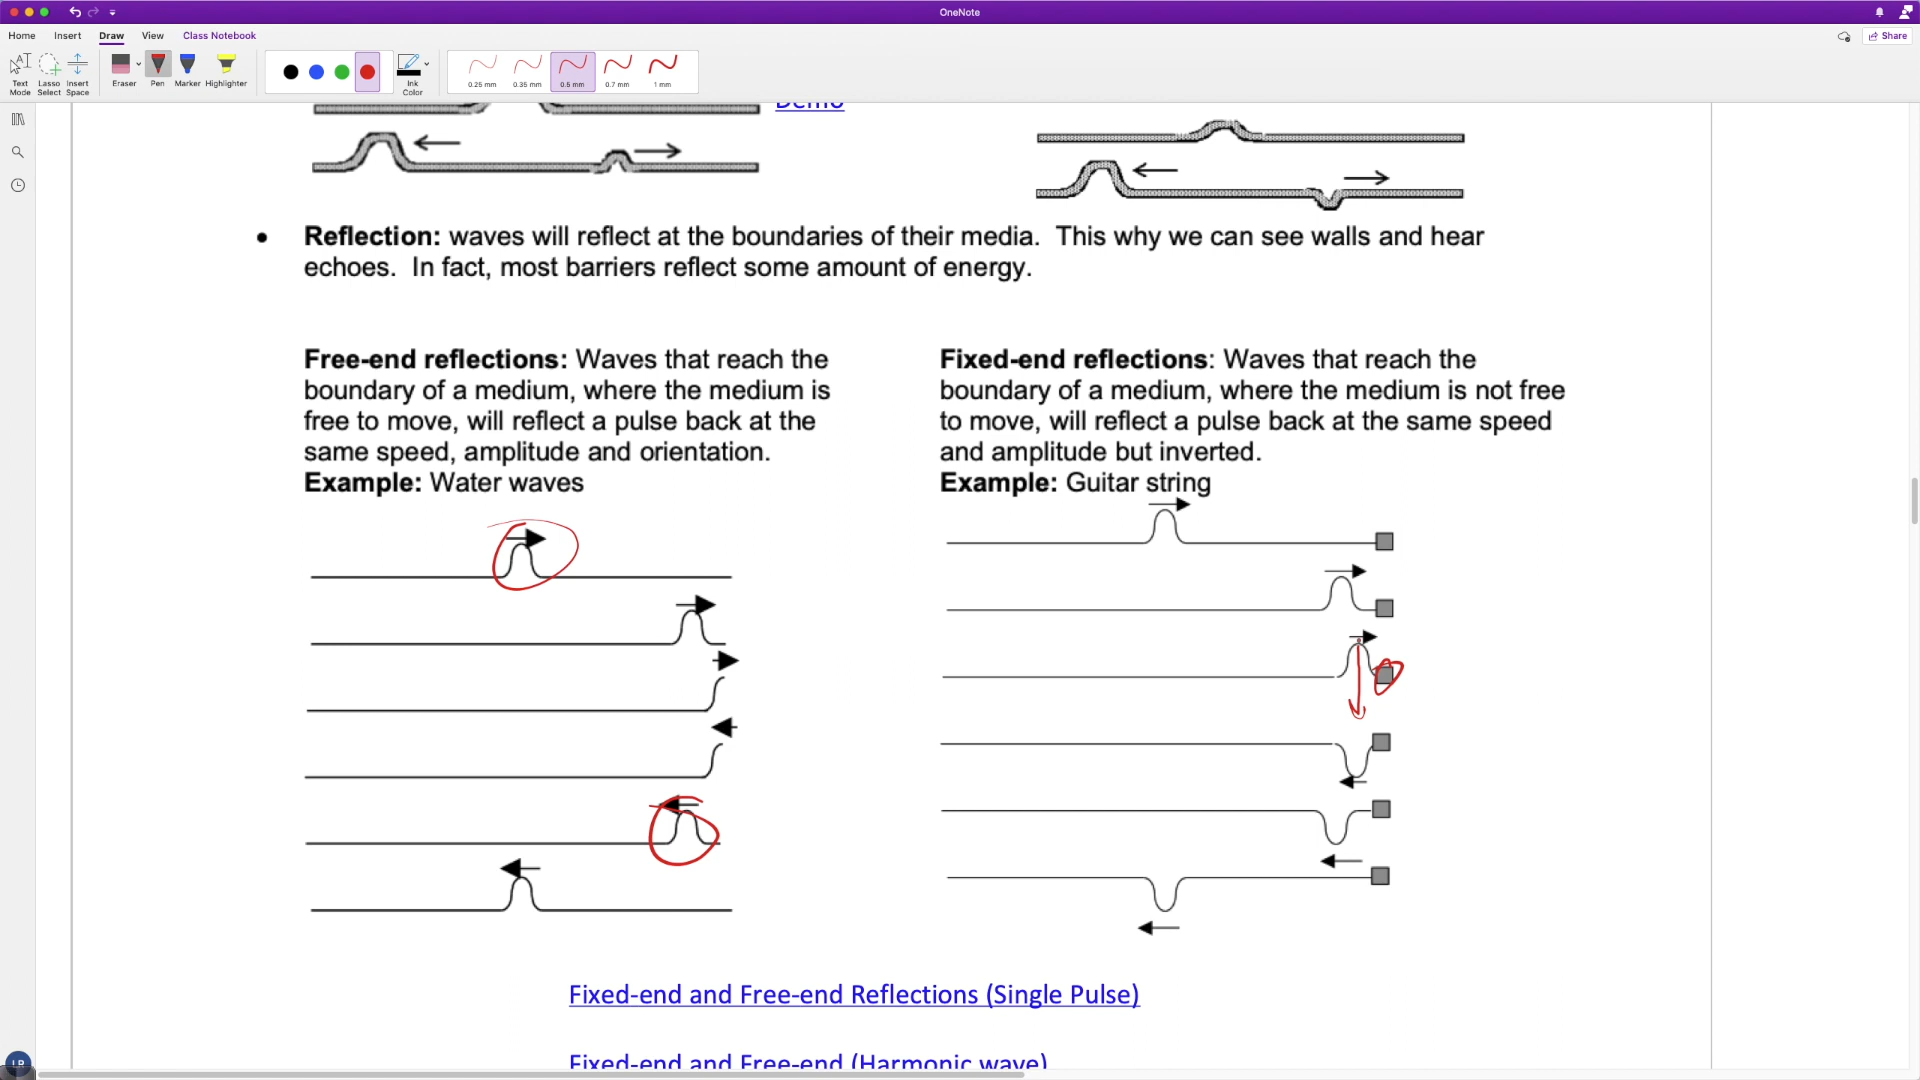 OneNote
Home Insert Draw View Class Notebook
Share
Text Mode
Lasso Select
Insert Space
Eraser
Pen
Marker
Highlighter
Ink Color
0.25 mm
0.35 mm
0.5 mm
0.7 mm
1 mm
Demo
• Reflection: waves will reflect at the boundaries of their media. This why we can see walls and hear
echoes. In fact, most barriers reflect some amount of energy.
Free-end reflections: Waves that reach the
boundary of a medium, where the medium is
free to move, will reflect a pulse back at the
same speed, amplitude and orientation.
Example: Water waves
Fixed-end reflections: Waves that reach the
boundary of a medium, where the medium is not free
to move, will reflect a pulse back at the same speed
and amplitude but inverted.
Example: Guitar string
Fixed-end and Free-end Reflections (Single Pulse)
Fixed-end and Free-end (Harmonic wave)